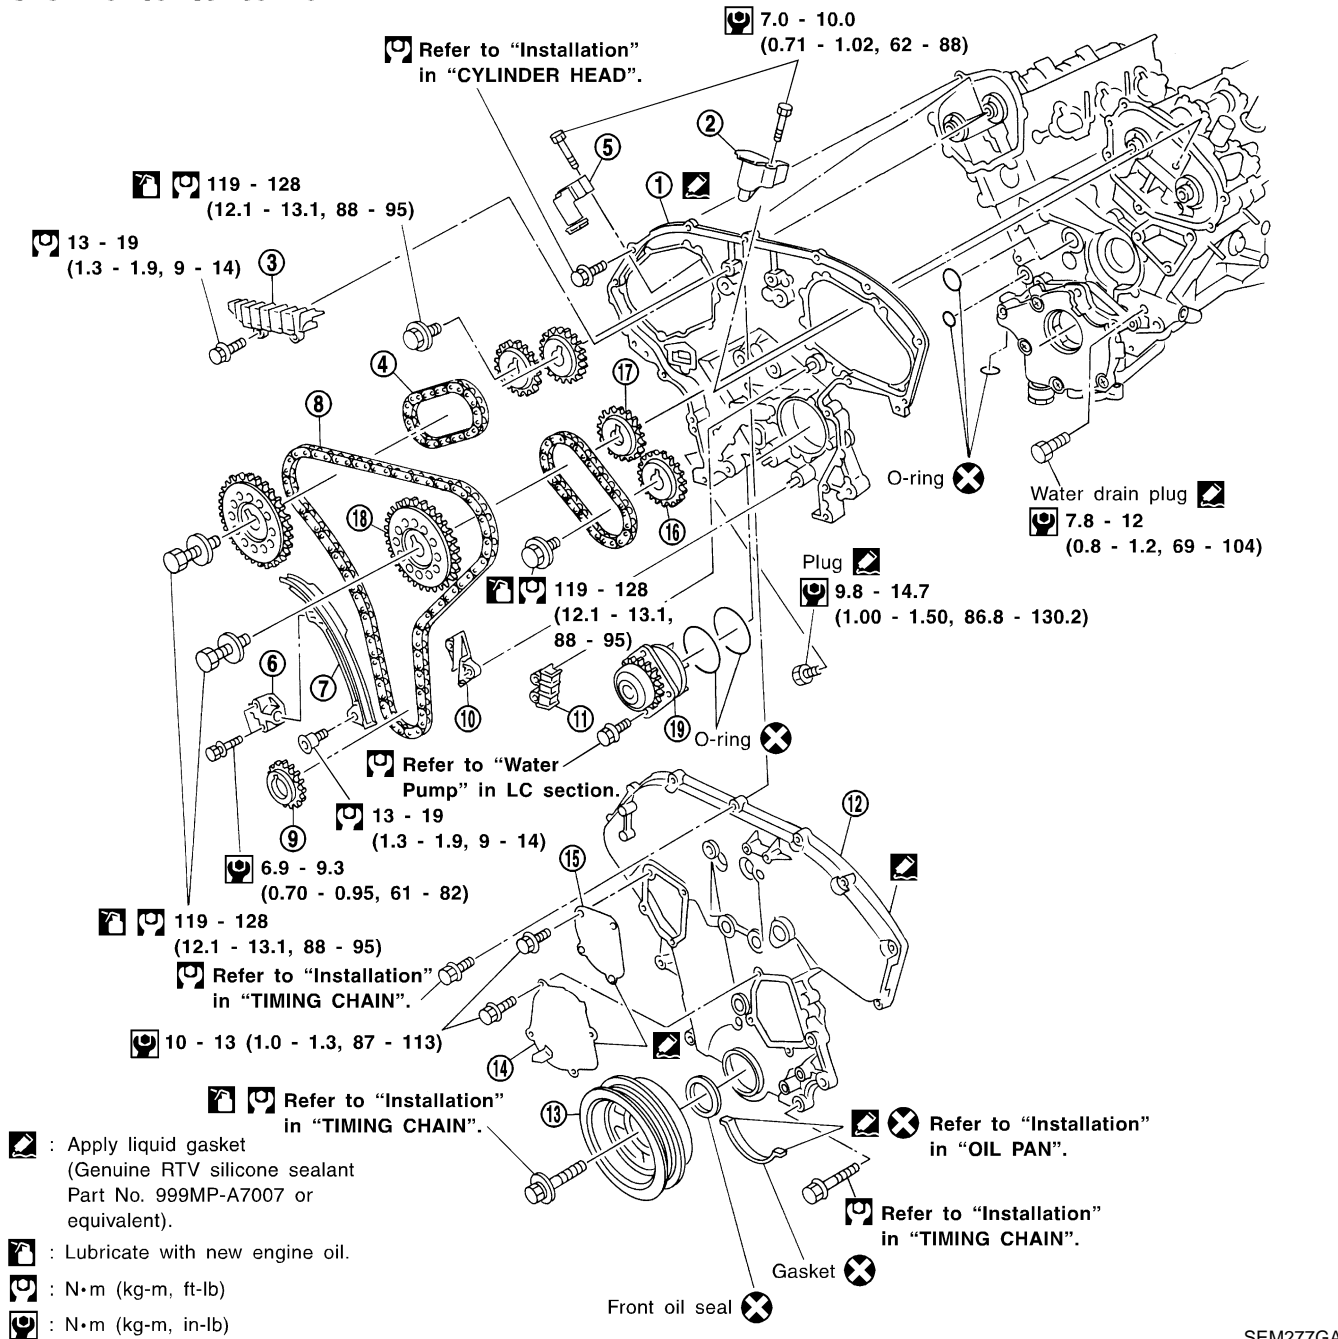 7.0 - 10.0
(0.71 - 1.02, 62 - 88)
Refer to “Installation”
in “CYLINDER HEAD”.
2
5
1
119 - 128
(12.1 - 13.1, 88 - 95)
13 - 19
(1.3 - 1.9, 9 - 14)
3
4
17
8
O-ring
Water drain plug
7.8 - 12
(0.8 - 1.2, 69 - 104)
18
16
Plug
9.8 - 14.7
(1.00 - 1.50, 86.8 - 130.2)
119 - 128
(12.1 - 13.1,
88 - 95)
6
7
10
11
19
O-ring
Refer to “Water
Pump” in LC section.
13 - 19
(1.3 - 1.9, 9 - 14)
9
12
15
6.9 - 9.3
(0.70 - 0.95, 61 - 82)
119 - 128
(12.1 - 13.1, 88 - 95)
Refer to “Installation”
in “TIMING CHAIN”.
10 - 13 (1.0 - 1.3, 87 - 113)
14
Refer to “Installation”
in “TIMING CHAIN”.
13
Refer to “Installation”
in “OIL PAN”.
: Apply liquid gasket
(Genuine RTV silicone sealant
Part No. 999MP-A7007 or
equivalent).
Refer to “Installation”
in “TIMING CHAIN”.
: Lubricate with new engine oil.
Gasket
: N•m (kg-m, ft-lb)
Front oil seal
: N•m (kg-m, in-lb)
SEM277GA